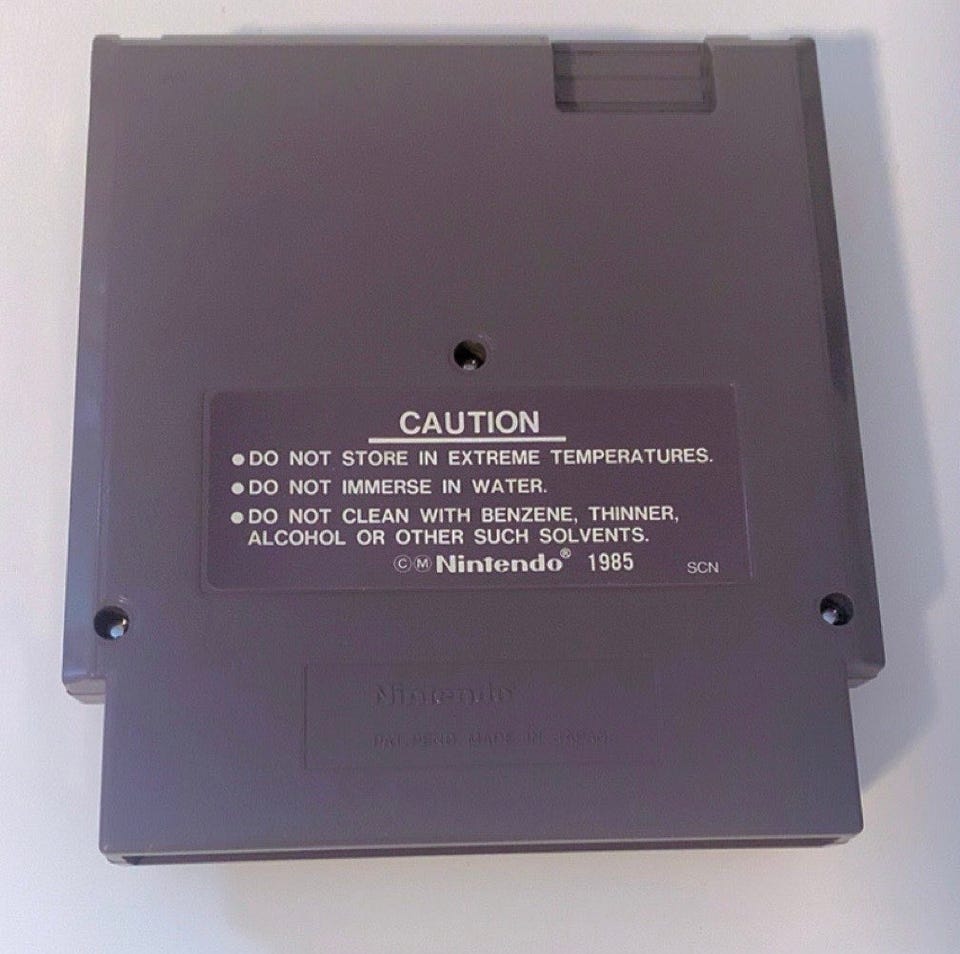 CAUTION
●DO NOT STORE IN EXTREME TEMPERATURES.
●DO NOT IMMERSE IN WATER.
●DO NOT CLEAN WITH BENZENE, THINNER,
ALCOHOL OR OTHER SUCH SOLVENTS.
ⒸⓂNintendo® 1985 SCN
Nintendo
PAT.PEND. MADE IN JAPAN